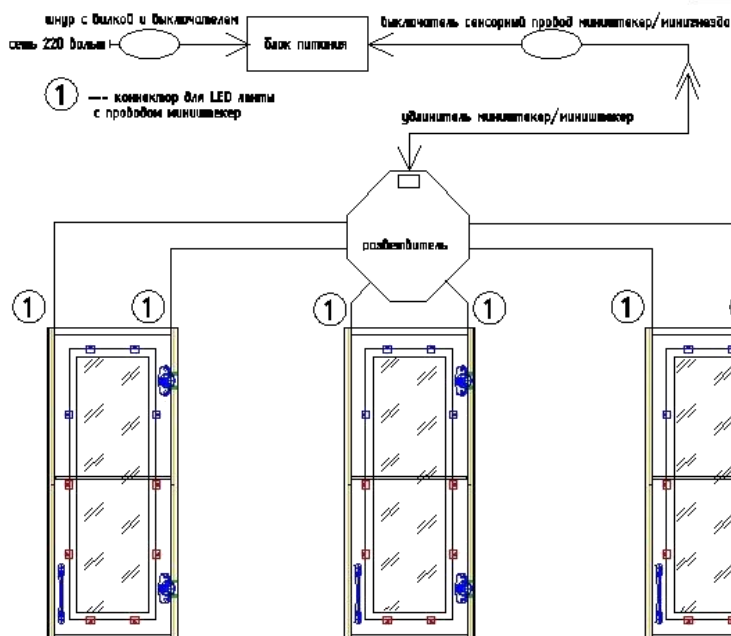 шнур с вилкой и выключателем
сеть 220 вольт
блок питания
выключатель сенсорный провод миништекер/минигнездо
1 --- коннектор для LED ленты
с проводом миништекер
удлинитель миништекер/миништекер
разветвитель
1
1
1
1
1